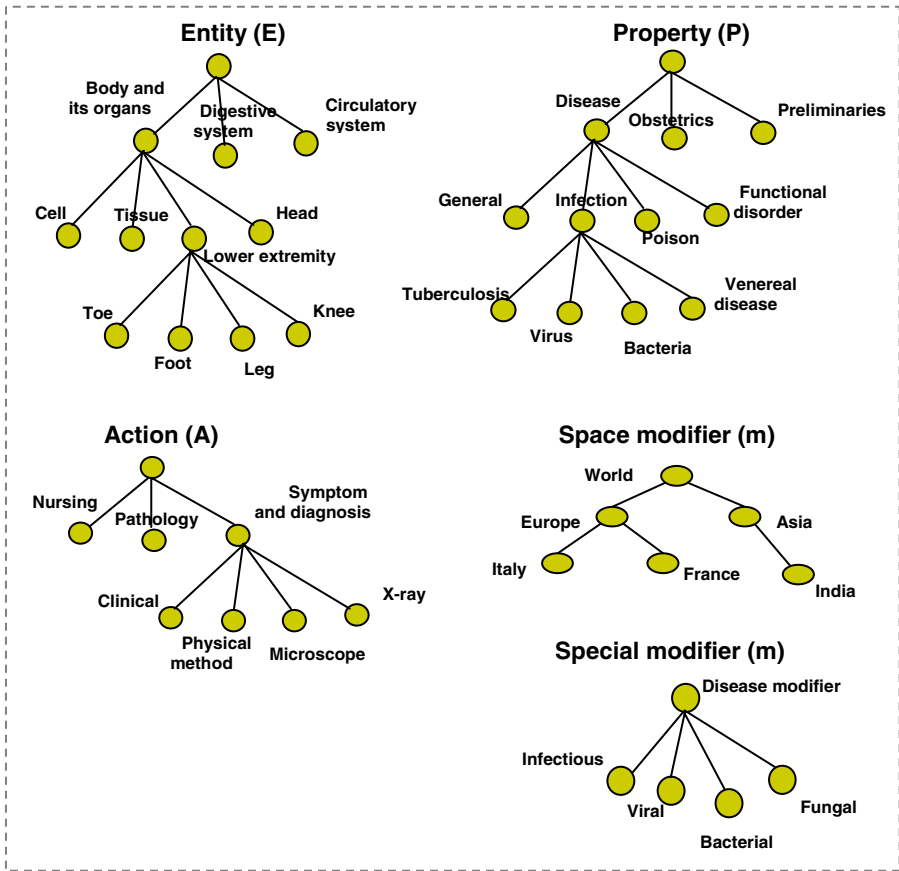 Entity (E)
Body and
its organs
Digestive
system
Circulatory
system
Cell
Tissue
Head
Lower extremity
Toe
Foot
Leg
Knee
Property (P)
Disease
Obstetrics
Preliminaries
General
Infection
Poison
Functional
disorder
Tuberculosis
Virus
Bacteria
Venereal
disease
Action (A)
Nursing
Pathology
Symptom
and diagnosis
Clinical
Physical
method
Microscope
X-ray
Space modifier (m)
World
Europe
Asia
Italy
France
India
Special modifier (m)
Disease modifier
Infectious
Viral
Bacterial
Fungal